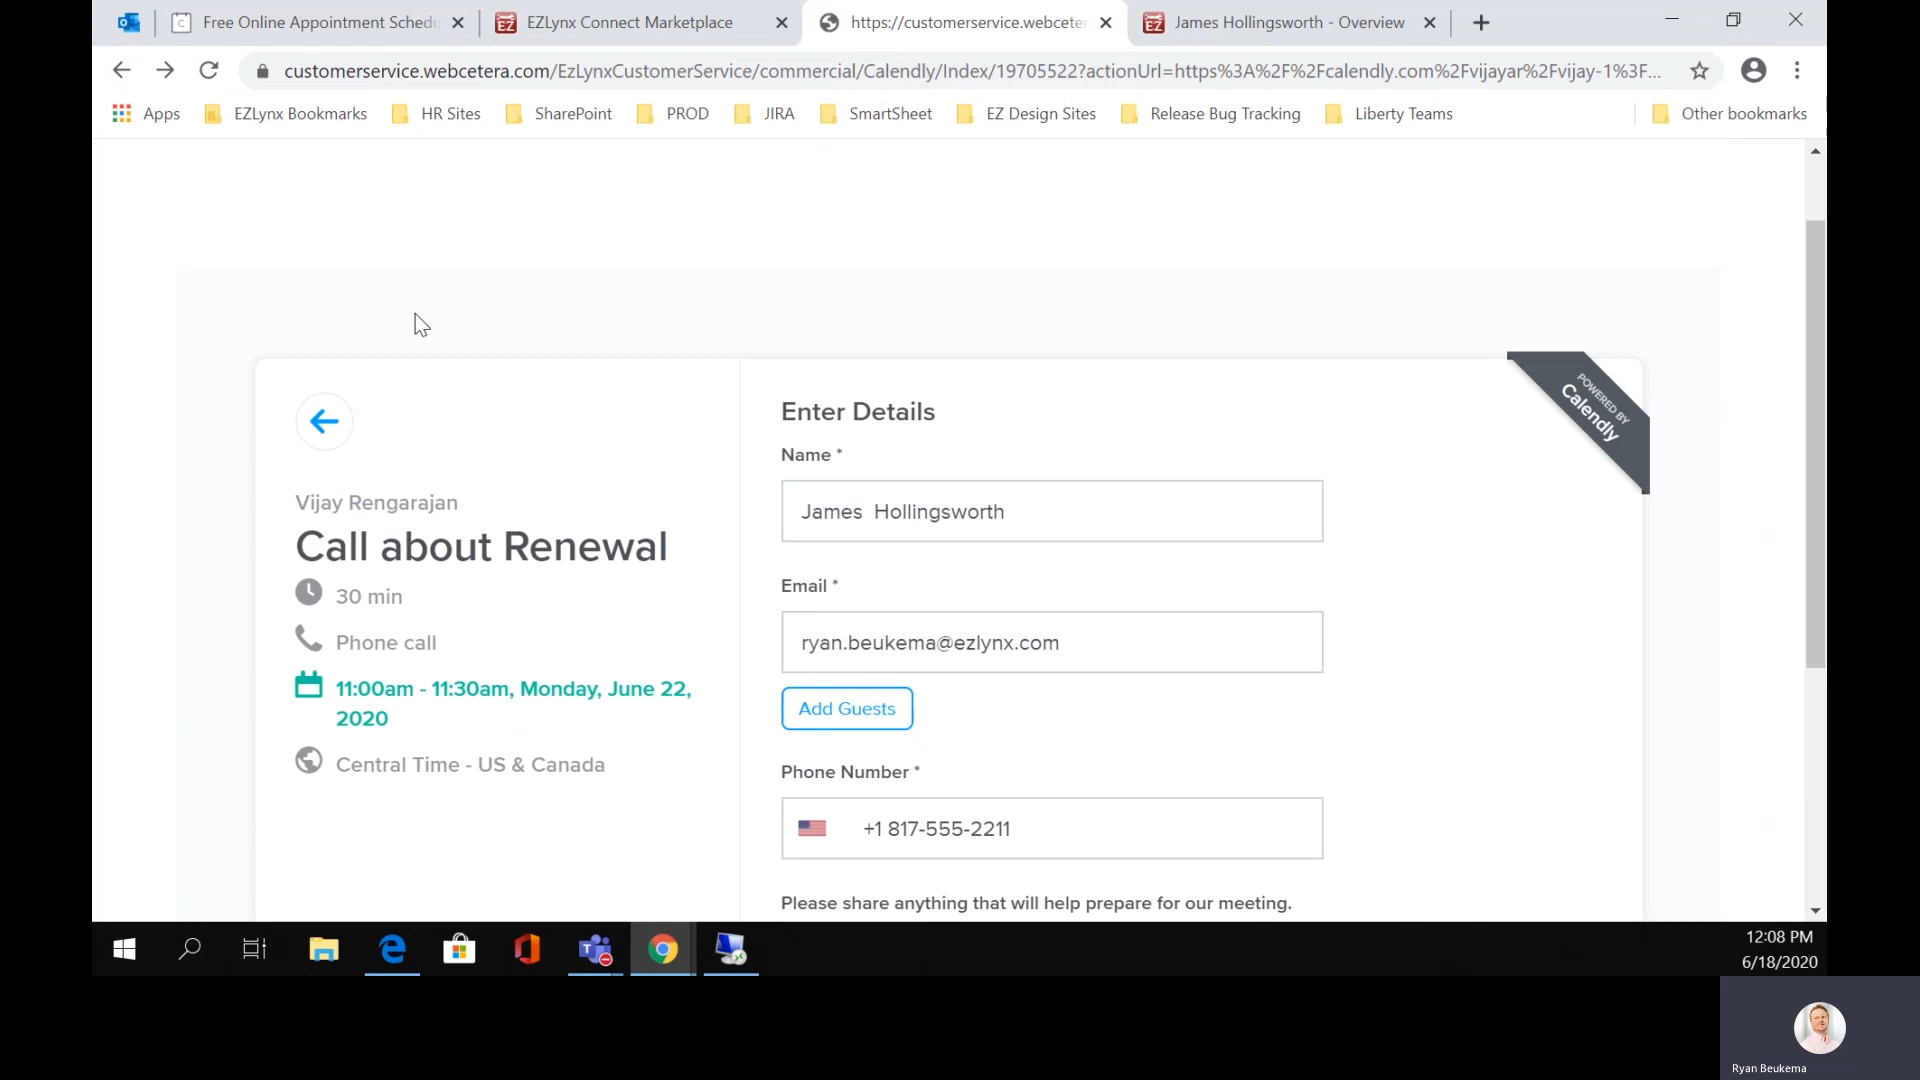 Free Online Appointment Schedu
EZLynx Connect Marketplace
https://customerservice.webceter
James Hollingsworth - Overview
customerservice.webcetera.com/EzLynxCustomerService/commercial/Calendly/Index/19705522?actionUrl=https%3A%2F%2Fcalendly.com%2Fvijayar%2Fvijay-1%3F...
Apps
EZLynx Bookmarks
HR Sites
SharePoint
PROD
JIRA
SmartSheet
EZ Design Sites
Release Bug Tracking
Liberty Teams
Other bookmarks
Vijay Rengarajan
Call about Renewal
30 min
Phone call
11:00am - 11:30am, Monday, June 22,
2020
Central Time - US & Canada
Enter Details
Name *
James  Hollingsworth
Email *
ryan.beukema@ezlynx.com
Add Guests
Phone Number *
+1 817-555-2211
Please share anything that will help prepare for our meeting.
POWERED BY
Calendly
12:08 PM
6/18/2020
Ryan Beukema